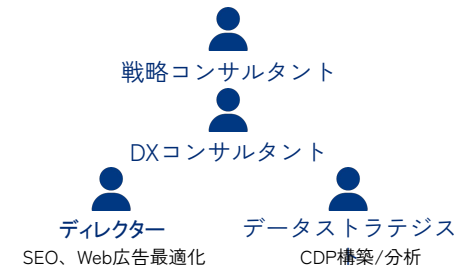 戦略コンサルタント
DXコンサルタント
ディレクター
データストラテジス
SEO、Web広告最適化
CDP構築/分析